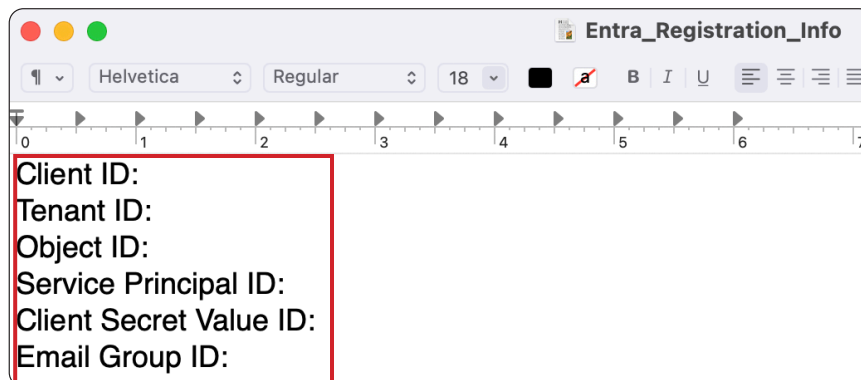 Entra_Registration_Info
¶ Helvetica Regular 18 a B I U
0 1 2 3 4 5 6 7
Client ID:
Tenant ID:
Object ID:
Service Principal ID:
Client Secret Value ID:
Email Group ID: